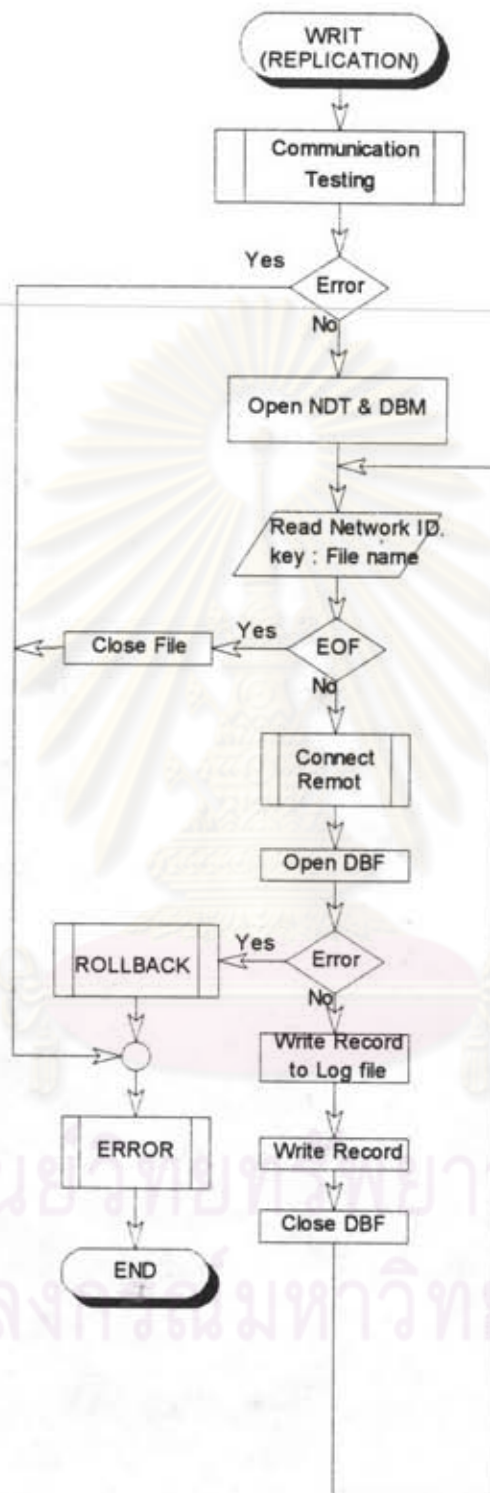 WRIT
(REPLICATION)
Communication
Testing
Yes
Error
No
Open NDT & DBM
Read Network ID.
key : File name
Close File
Yes
EOF
No
Connect
Remot
Open DBF
ROLLBACK
Yes
Error
No
Write Record
to Log file
ERROR
Write Record
Close DBF
END